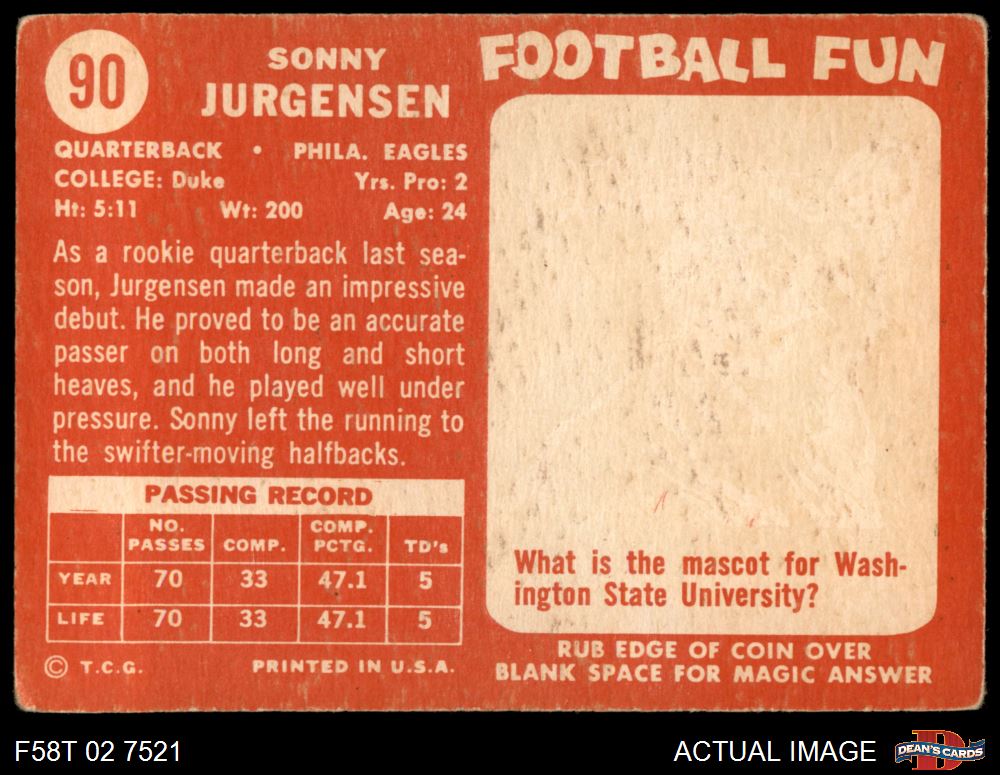 90
SONNY
JURGENSEN
QUARTERBACK • PHILA. EAGLES
COLLEGE: Duke Yrs. Pro: 2
Ht: 5:11 Wt: 200 Age: 24
As a rookie quarterback last sea-
son, Jurgensen made an impressive
debut. He proved to be an accurate
passer on both long and short
heaves, and he played well under
pressure. Sonny left the running to
the swifter-moving halfbacks.
PASSING RECORD
NO. PASSES COMP. COMP. PCTG. TD's
YEAR 70 33 47.1 5
LIFE 70 33 47.1 5
© T.C.G. PRINTED IN U.S.A.
FOOTBALL FUN
What is the mascot for Wash-
ington State University?
RUB EDGE OF COIN OVER
BLANK SPACE FOR MAGIC ANSWER
F58T 02 7521
ACTUAL IMAGE
D
DEAN'S CARDS